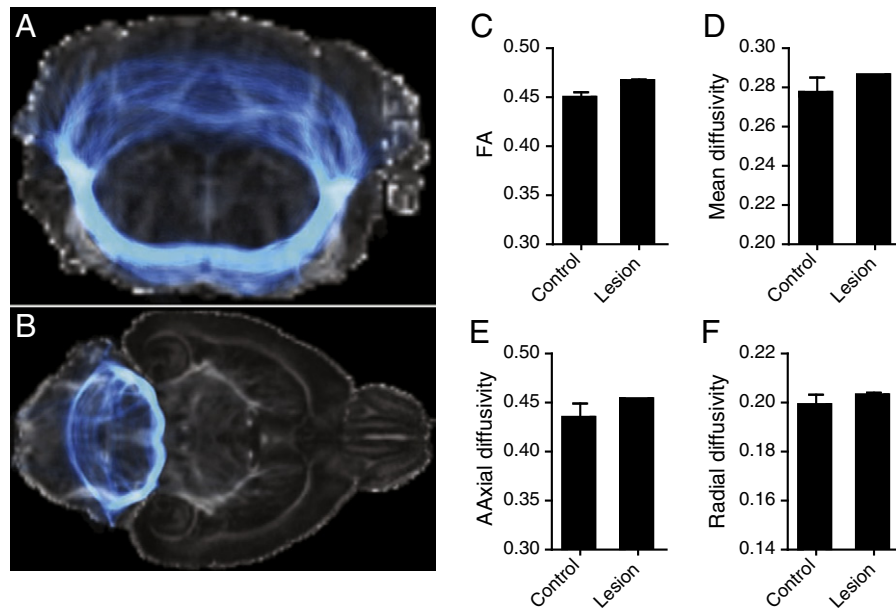 A
B
C
0.50
0.45
0.40
0.35
0.30
FA
Control
Lesion
D
0.30
0.28
0.26
0.24
0.22
0.20
Mean diffusivity
Control
Lesion
E
0.50
0.45
0.40
0.35
0.30
AAxial diffusivity
Control
Lesion
F
0.22
0.20
0.18
0.16
0.14
Radial diffusivity
Control
Lesion